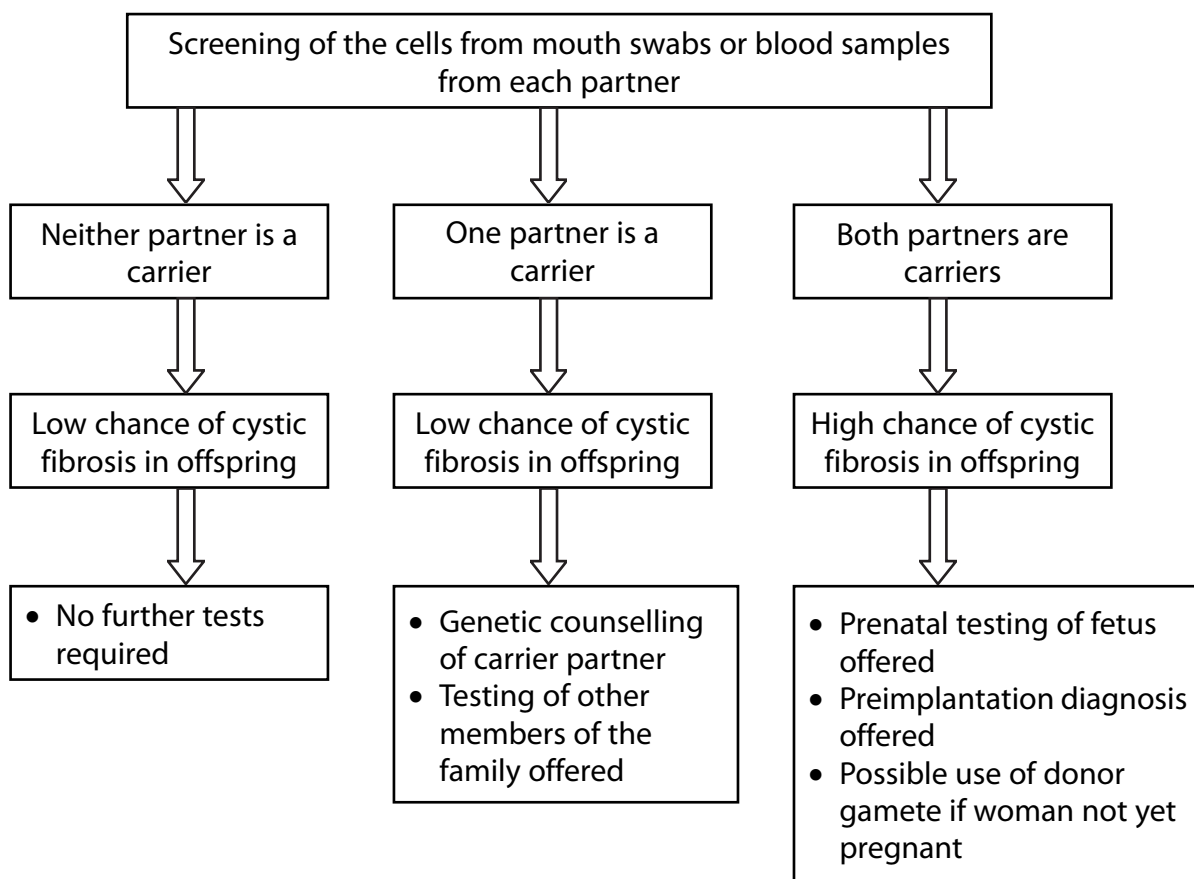 Screening of the cells from mouth swabs or blood samples
from each partner
Neither partner is a
carrier
One partner is a
carrier
Both partners are
carriers
Low chance of cystic
fibrosis in offspring
Low chance of cystic
fibrosis in offspring
High chance of cystic
fibrosis in offspring
• No further tests
required
• Genetic counselling
of carrier partner
• Testing of other
members of the
family offered
• Prenatal testing of fetus
offered
• Preimplantation diagnosis
offered
• Possible use of donor
gamete if woman not yet
pregnant